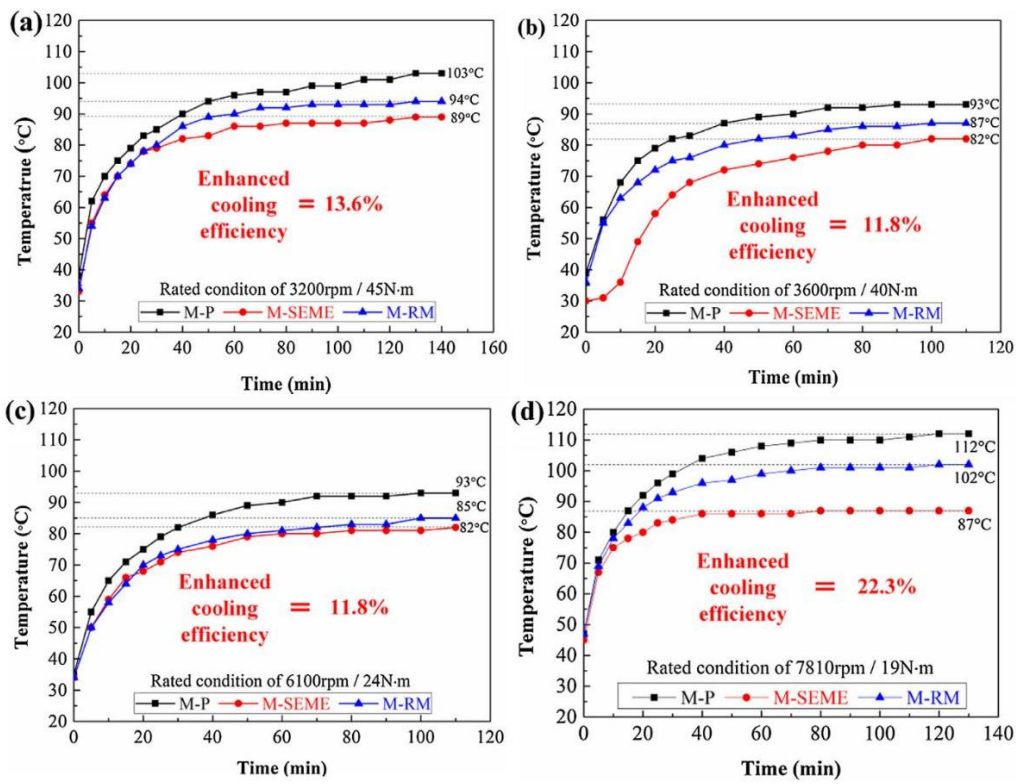 (a)
120
110
100
90
80
70
60
50
40
30
20
Temperatrue (°C)
103°C
94°C
89°C
Enhanced
cooling = 13.6%
efficiency
Rated conditon of 3200rpm / 45N·m
M-P M-SEME M-RM
0 20 40 60 80 100 120 140 160
Time (min)
(b)
120
110
100
90
80
70
60
50
40
30
20
Temperature (°C)
93°C
87°C
82°C
Enhanced
cooling = 11.8%
efficiency
Rated condition of 3600rpm / 40N·m
M-P M-SEME M-RM
0 20 40 60 80 100 120
Time (min)
(c)
120
110
100
90
80
70
60
50
40
30
20
Temperature (°C)
93°C
85°C
82°C
Enhanced
cooling = 11.8%
efficiency
Rated condition of 6100rpm / 24N·m
M-P M-SEME M-RM
0 20 40 60 80 100 120
Time (min)
(d)
120
110
100
90
80
70
60
50
40
30
20
Temperature (°C)
112°C
102°C
87°C
Enhanced
cooling = 22.3%
efficiency
Rated condition of 7810rpm / 19N·m
M-P M-SEME M-RM
0 20 40 60 80 100 120 140
Time (min)